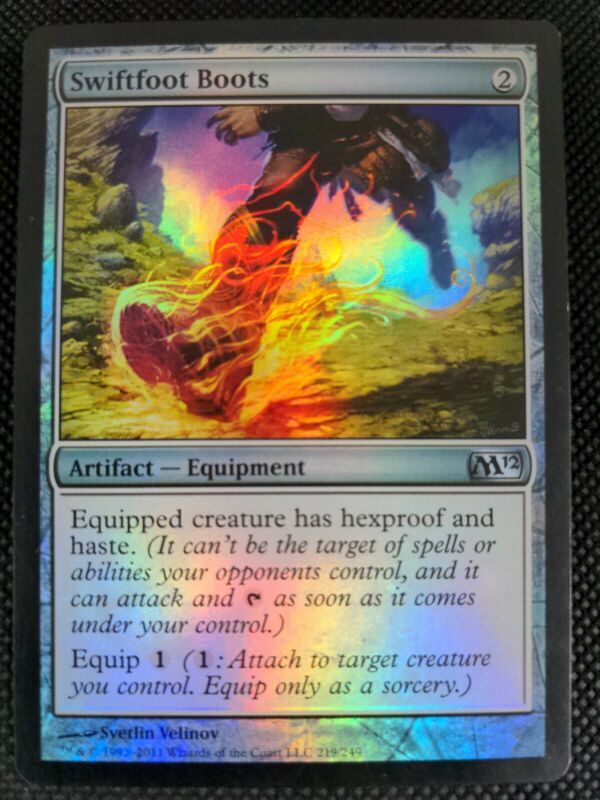 Swiftfoot Boots 2
Artifact — Equipment M12
Equipped creature has hexproof and
haste. (It can't be the target of spells or
abilities your opponents control, and it
can attack and as soon as it comes
under your control.)
Equip 1 (1: Attach to target creature
you control. Equip only as a sorcery.)
Svetlin Velinov
™ & © 1993–2011 Wizards of the Coast LLC 219/249